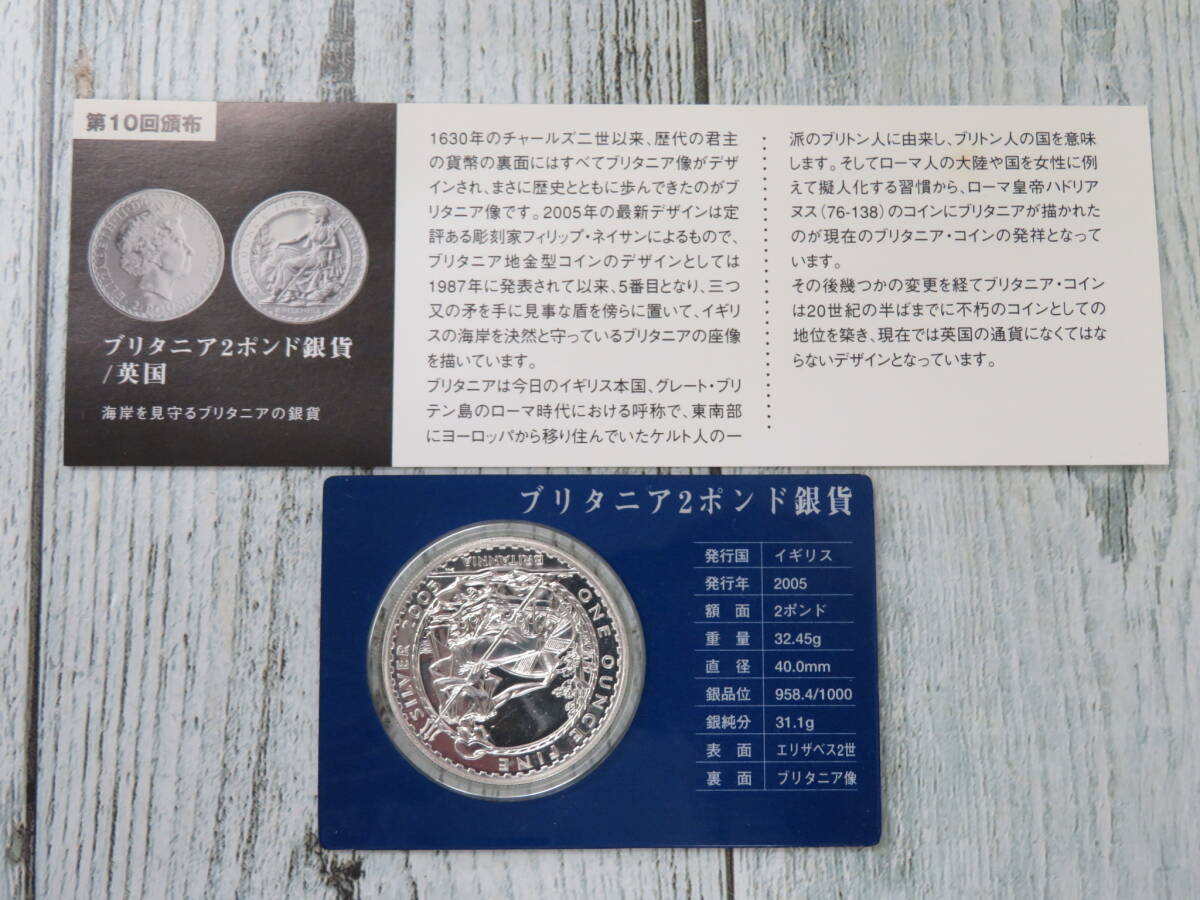 第10回頒布
ブリタニア2ポンド銀貨
/英国
海岸を見守るブリタニアの銀貨
1630年のチャールズ二世以来、歴代の君主
の貨幣の裏面にはすべてブリタニア像がデザ
インされ、まさに歴史とともに歩んできたのがブ
リタニア像です。2005年の最新デザインは定
評ある彫刻家フィリップ・ネイサンによるもので、
ブリタニア地金型コインのデザインとしては
1987年に発表されて以来、5番目となり、三つ
又の矛を手に見事な盾を傍らに置いて、イギリ
スの海岸を決然と守っているブリタニアの座像
を描いています。
ブリタニアは今日のイギリス本国、グレート・ブリ
テン島のローマ時代における呼称で、東南部
にヨーロッパから移り住んでいたケルト人の一
派のブリトン人に由来し、ブリトン人の国を意味
します。そしてローマ人の大陸や国を女性に例
えて擬人化する習慣から、ローマ皇帝ハドリア
ヌス(76-138)のコインにブリタニアが描かれた
のが現在のブリタニア・コインの発祥となって
います。
その後幾つかの変更を経てブリタニア・コイン
は20世紀の半ばまでに不朽のコインとしての
地位を築き、現在では英国の通貨になくてはな
らないデザインとなっています。
ブリタニア2ポンド銀貨
発行国 イギリス
発行年 2005
額面 2ポンド
重量 32.45g
直径 40.0mm
銀品位 958.4/1000
銀純分 31.1g
表面 エリザベス2世
裏面 ブリタニア像
BRITANNIA
ONE OUNCE FINE SILVER 2005